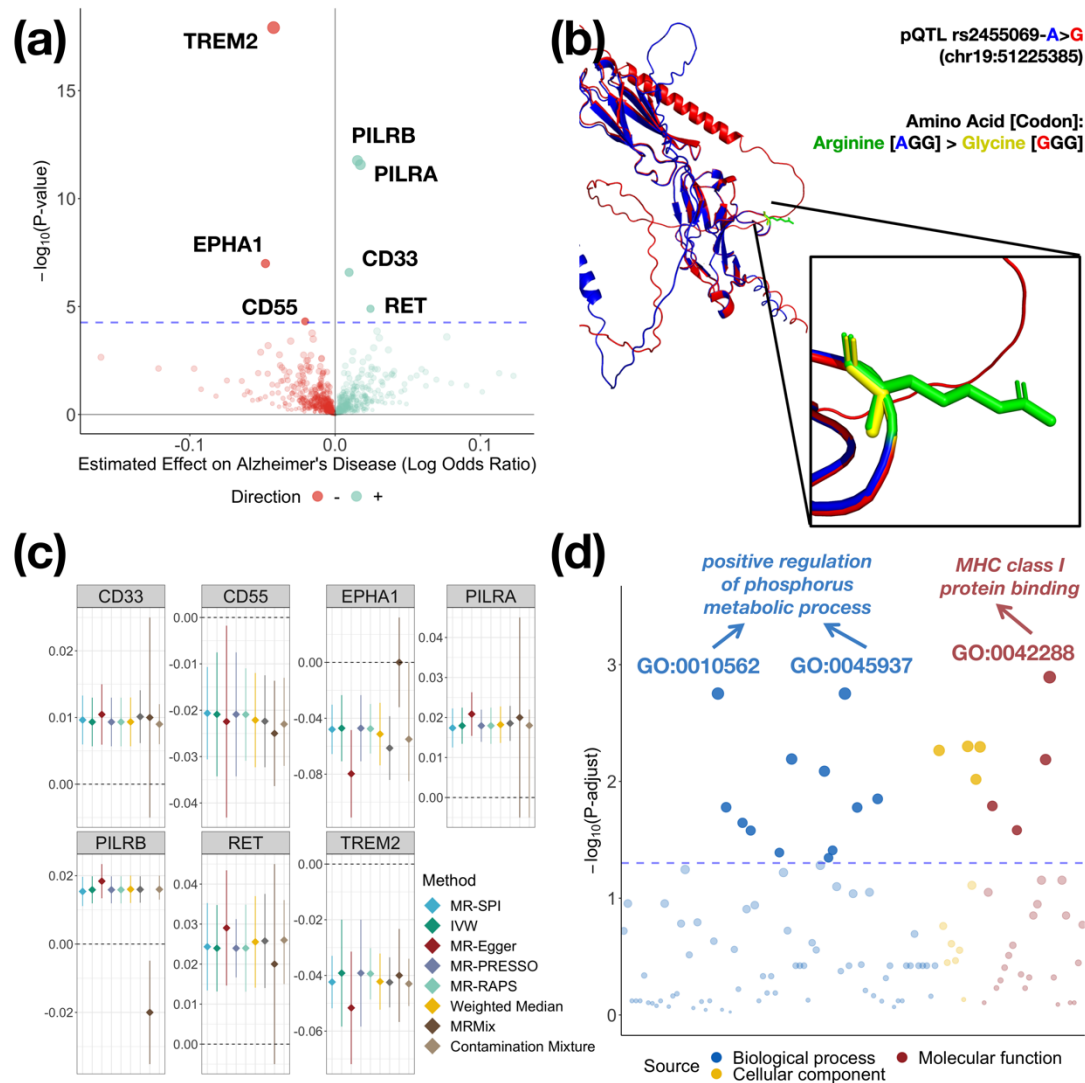 (a)
TREM2
PILRB
PILRA
EPHA1
CD33
CD55
RET
15
10
5
0
−log10(P-value)
-0.1
0.0
0.1
Estimated Effect on Alzheimer's Disease (Log Odds Ratio)
Direction - +
(b)
pQTL rs2455069-A>G
(chr19:51225385)
Amino Acid [Codon]:
Arginine [AGG] > Glycine [GGG]
(c)
CD33
0.02
0.01
0.00
CD55
0.00
-0.01
-0.02
-0.03
-0.04
EPHA1
0.00
-0.04
-0.08
PILRA
0.04
0.03
0.02
0.01
0.00
PILRB
0.02
0.00
-0.02
RET
0.04
0.03
0.02
0.01
0.00
TREM2
0.00
-0.02
-0.04
-0.06
Method
MR-SPI
IVW
MR-Egger
MR-PRESSO
MR-RAPS
Weighted Median
MRMix
Contamination Mixture
(d)
positive regulation
of phosphorus
metabolic process
MHC class I
protein binding
GO:0010562
GO:0045937
GO:0042288
3
2
1
0
−log10(P-adjust)
Source
Biological process
Molecular function
Cellular component